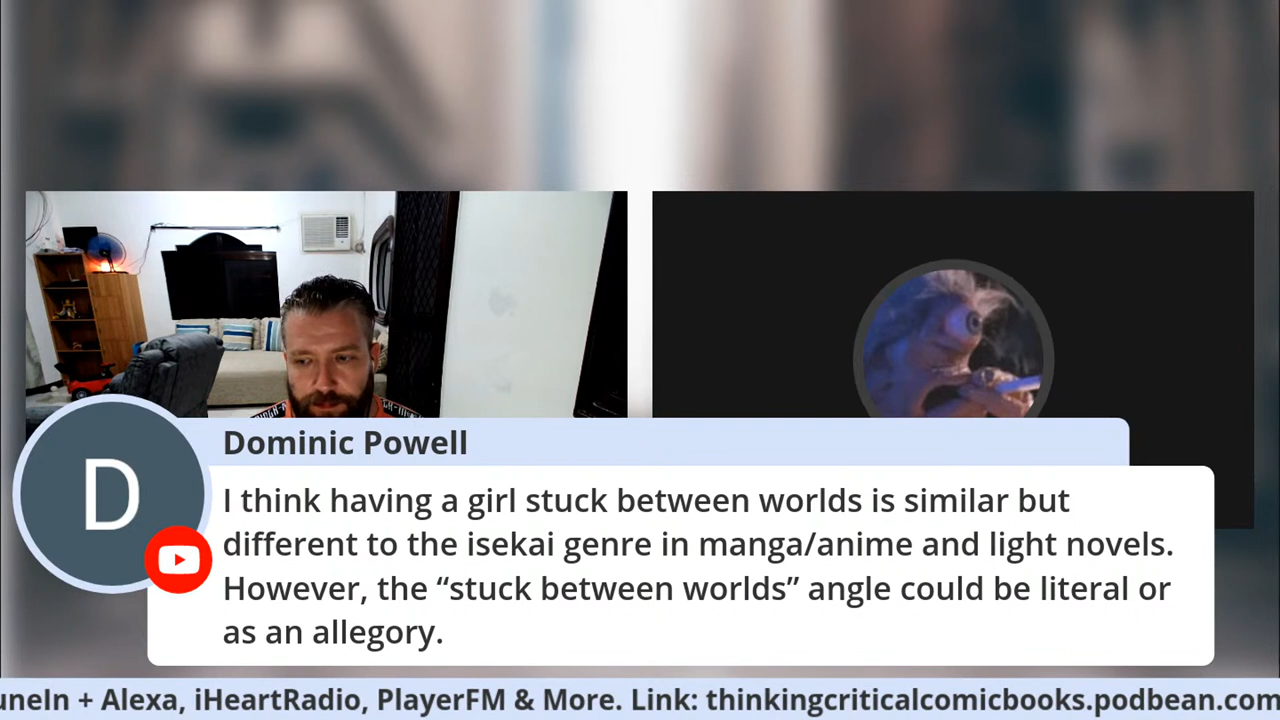 Dominic Powell
D
I think having a girl stuck between worlds is similar but
different to the isekai genre in manga/anime and light novels.
However, the “stuck between worlds” angle could be literal or
as an allegory.
uneIn + Alexa, iHeartRadio, PlayerFM & More. Link: thinkingcriticalcomicbooks.podbean.com